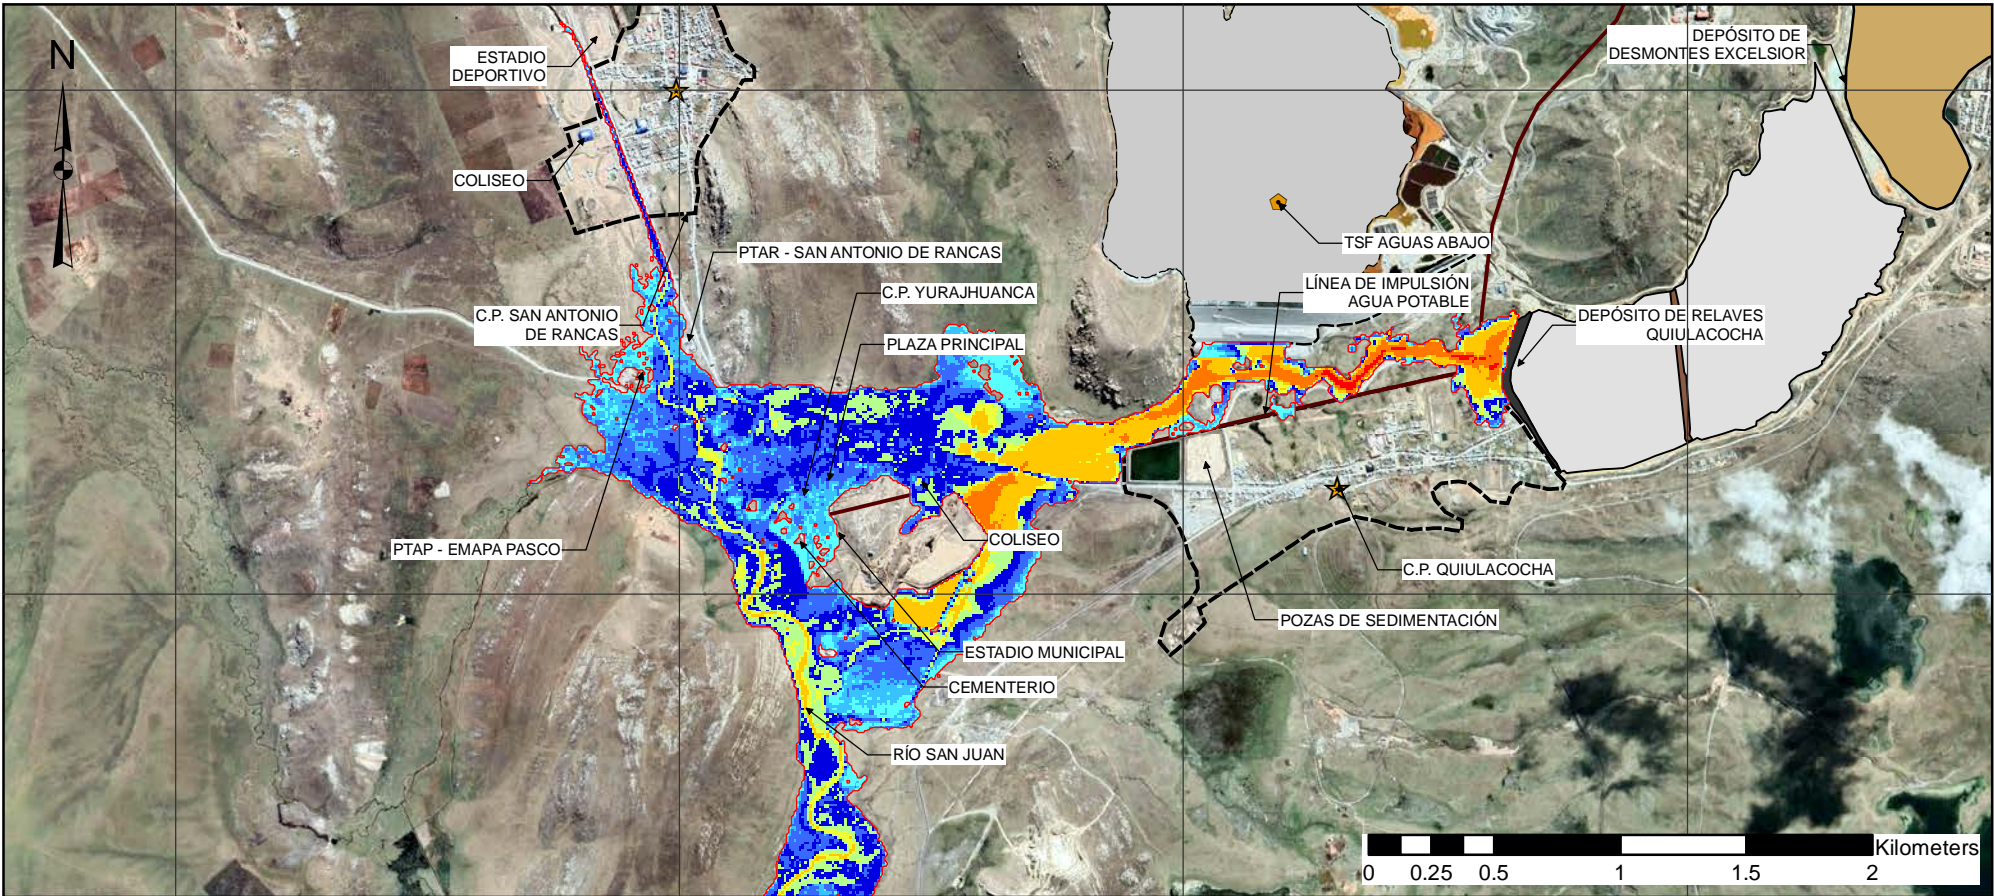 N
ESTADIO
DEPORTIVO
DEPÓSITO DE
DESMONTES EXCELSIOR
COLISEO
TSF AGUAS ABAJO
PTAR - SAN ANTONIO DE RANCAS
LÍNEA DE IMPULSIÓN
AGUA POTABLE
C.P. YURAJHUANCA
C.P. SAN ANTONIO
DE RANCAS
DEPÓSITO DE RELAVES
QUIULACOCHA
PLAZA PRINCIPAL
PTAP - EMAPA PASCO
COLISEO
C.P. QUIULACOCHA
POZAS DE SEDIMENTACIÓN
ESTADIO MUNICIPAL
CEMENTERIO
RÍO SAN JUAN
Kilometers
0 0.25 0.5 1 1.5 2